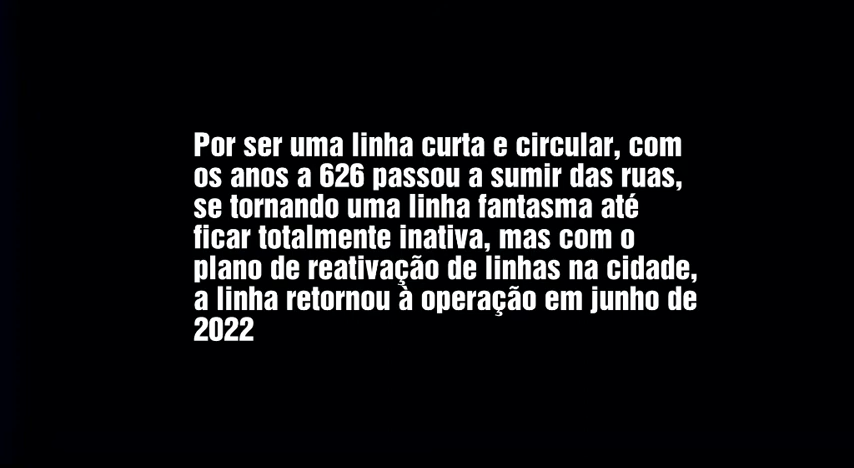 Por ser uma linha curta e circular, com
os anos a 626 passou a sumir das ruas,
se tornando uma linha fantasma até
ficar totalmente inativa, mas com o
plano de reativação de linhas na cidade,
a linha retornou à operação em junho de
2022